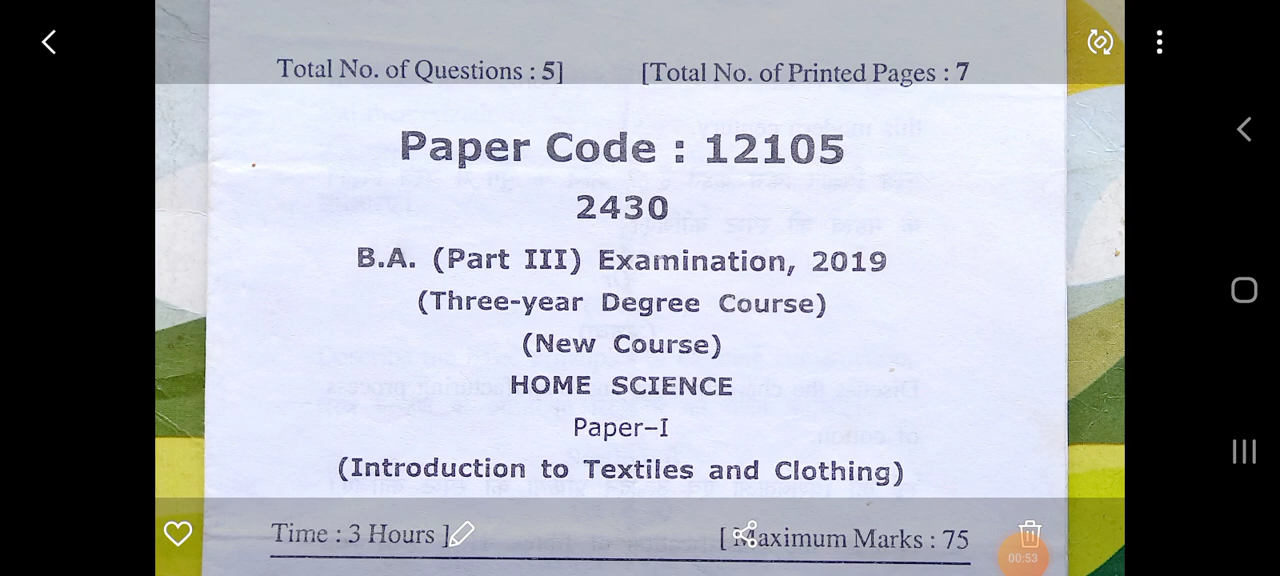 Total No. of Questions : 5] [Total No. of Printed Pages : 7
Paper Code : 12105
2430
B.A. (Part III) Examination, 2019
(Three-year Degree Course)
(New Course)
HOME SCIENCE
Paper–I
(Introduction to Textiles and Clothing)
Time : 3 Hours ] [ Maximum Marks : 75
00:53